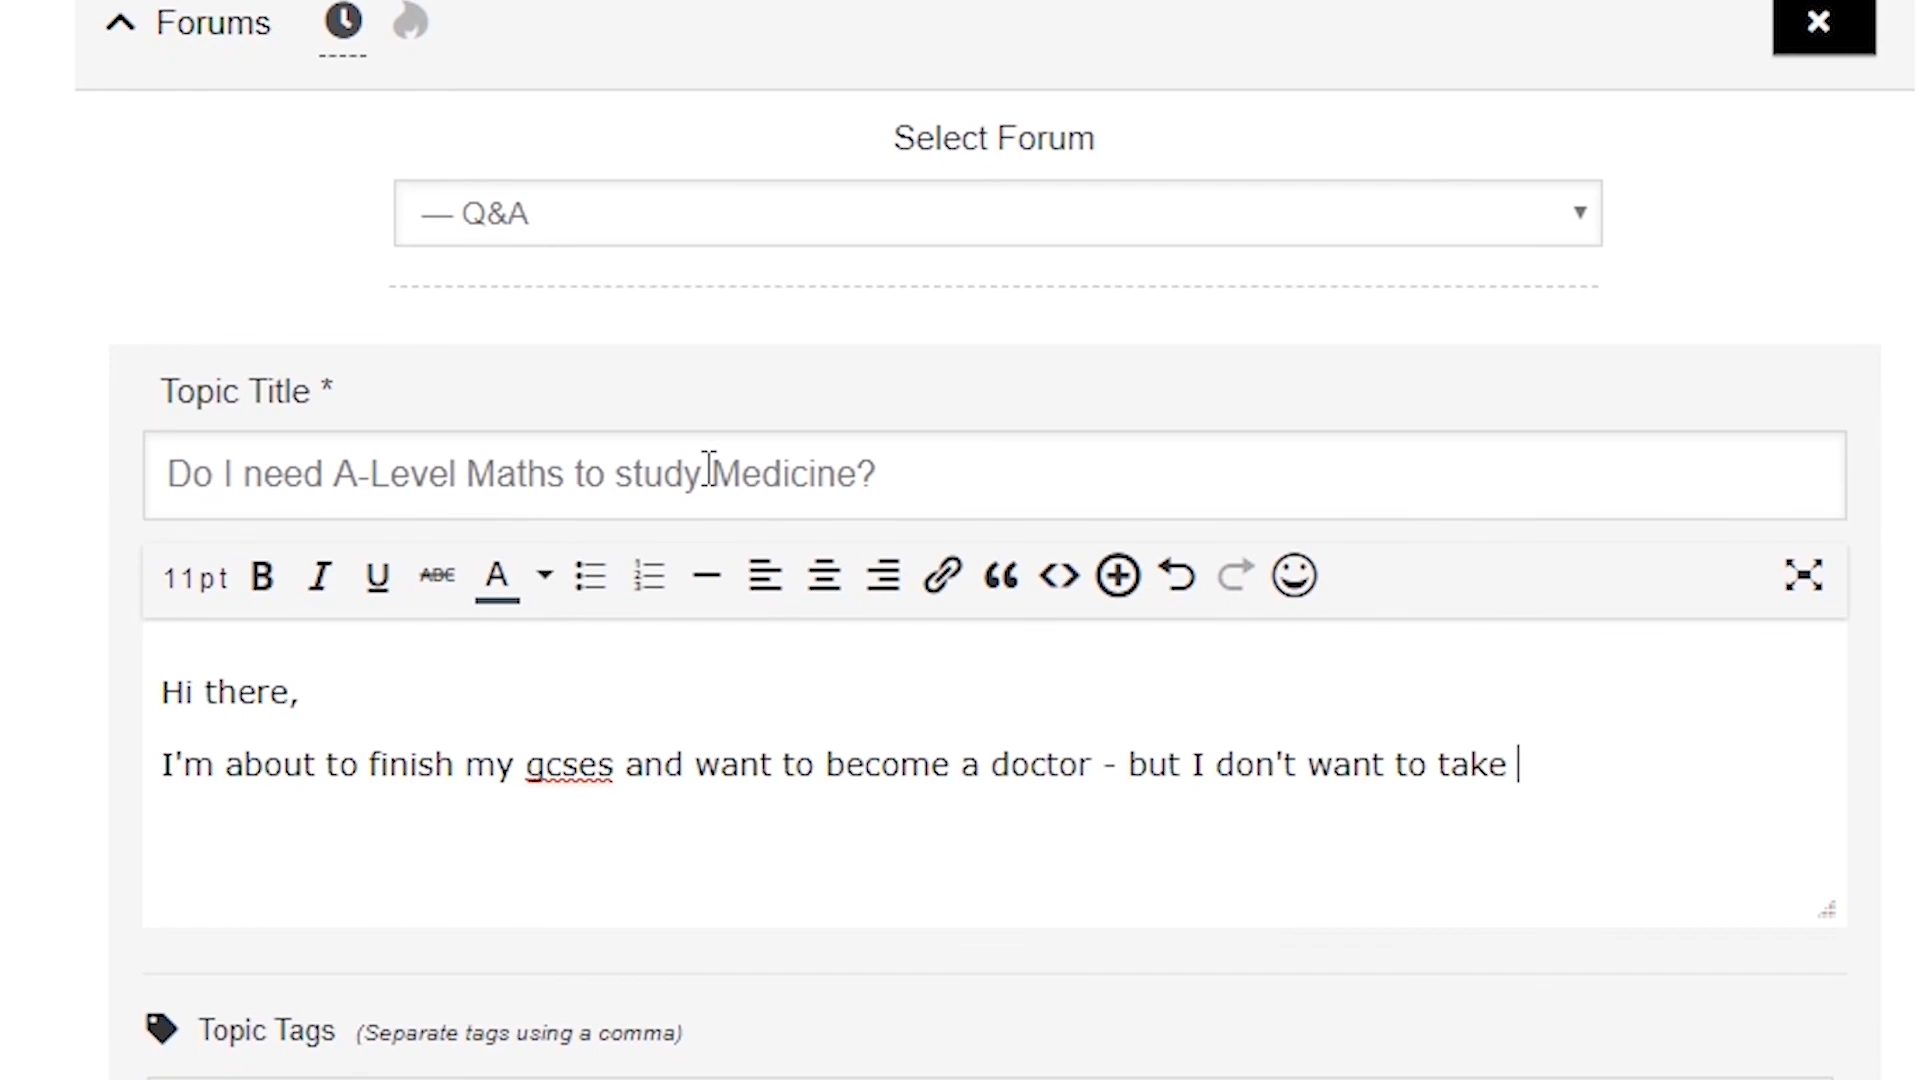 Forums
Select Forum
— Q&A
Topic Title *
Do I need A-Level Maths to study Medicine?
11pt B I U ABC A
Hi there,
I'm about to finish my gcses and want to become a doctor - but I don't want to take
Topic Tags (Separate tags using a comma)